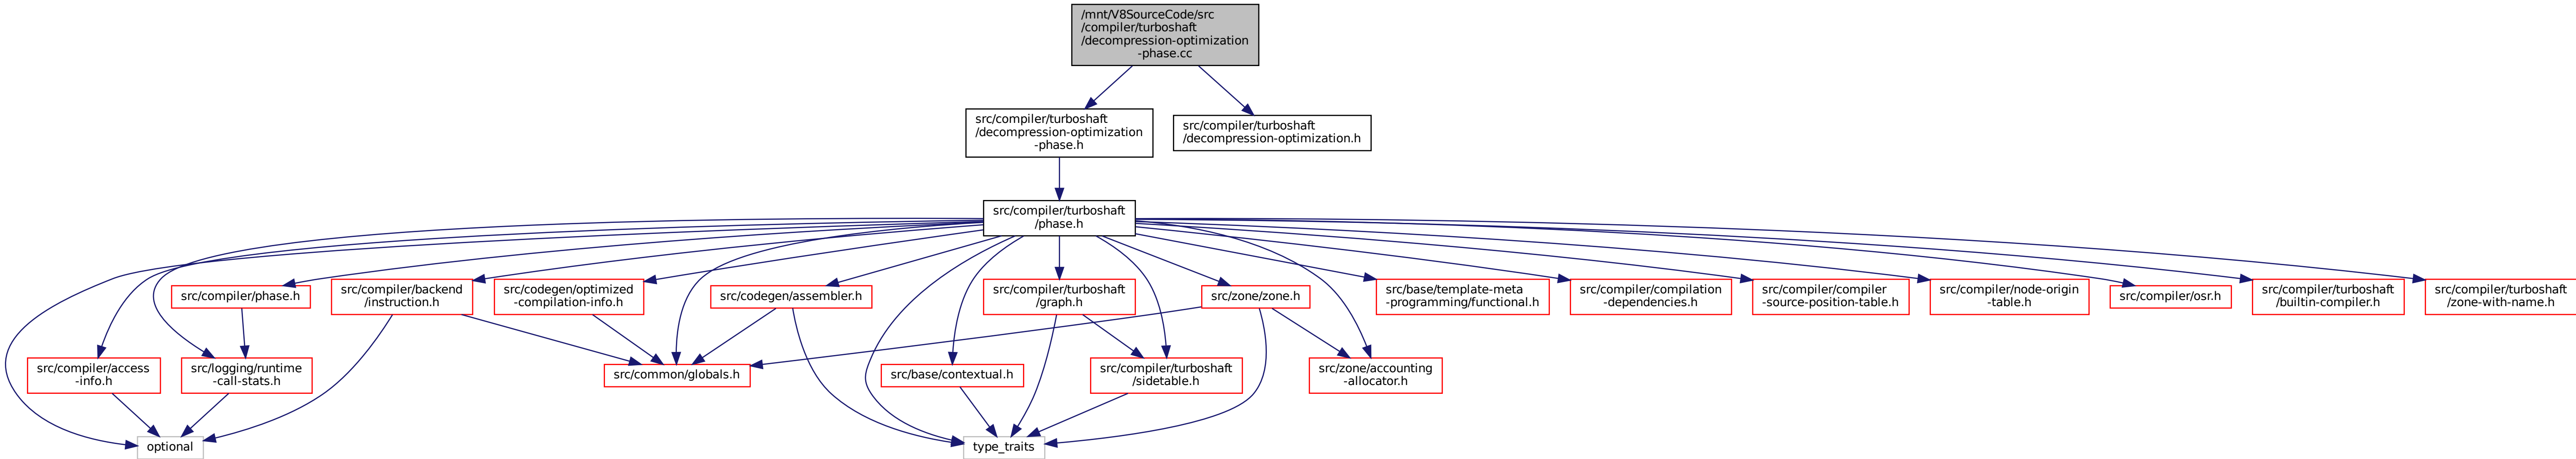 /mnt/V8SourceCode/src
/compiler/turboshaft
/decompression-optimization
-phase.cc
src/compiler/turboshaft
/decompression-optimization
-phase.h
src/compiler/turboshaft
/decompression-optimization.h
src/compiler/turboshaft
/phase.h
src/compiler/phase.h
src/compiler/backend
/instruction.h
src/codegen/optimized
-compilation-info.h
src/codegen/assembler.h
src/compiler/turboshaft
/graph.h
src/zone/zone.h
src/base/template-meta
-programming/functional.h
src/compiler/compilation
-dependencies.h
src/compiler/compiler
-source-position-table.h
src/compiler/node-origin
-table.h
src/compiler/osr.h
src/compiler/turboshaft
/builtin-compiler.h
src/compiler/turboshaft
/zone-with-name.h
src/compiler/access
-info.h
src/logging/runtime
-call-stats.h
src/common/globals.h
src/base/contextual.h
src/compiler/turboshaft
/sidetable.h
src/zone/accounting
-allocator.h
optional
type_traits